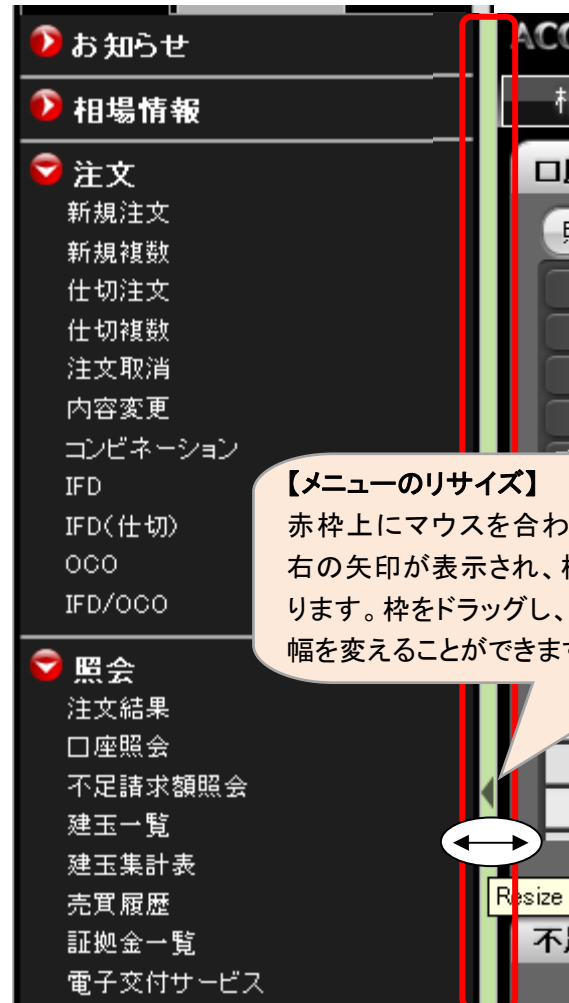 お知らせ
相場情報
注文
新規注文
新規複数
仕切注文
仕切複数
注文取消
内容変更
コンビネーション
IFD
IFD(仕切)
OCO
IFD/OCO
照会
注文結果
口座照会
不足請求額照会
建玉一覧
建玉集計表
売買履歴
証拠金一覧
電子交付サービス
ACC
口
【メニューのリサイズ】
赤枠上にマウスを合わ
右の矢印が表示され、
ります。枠をドラッグし、
幅を変えることができま
Resize
不